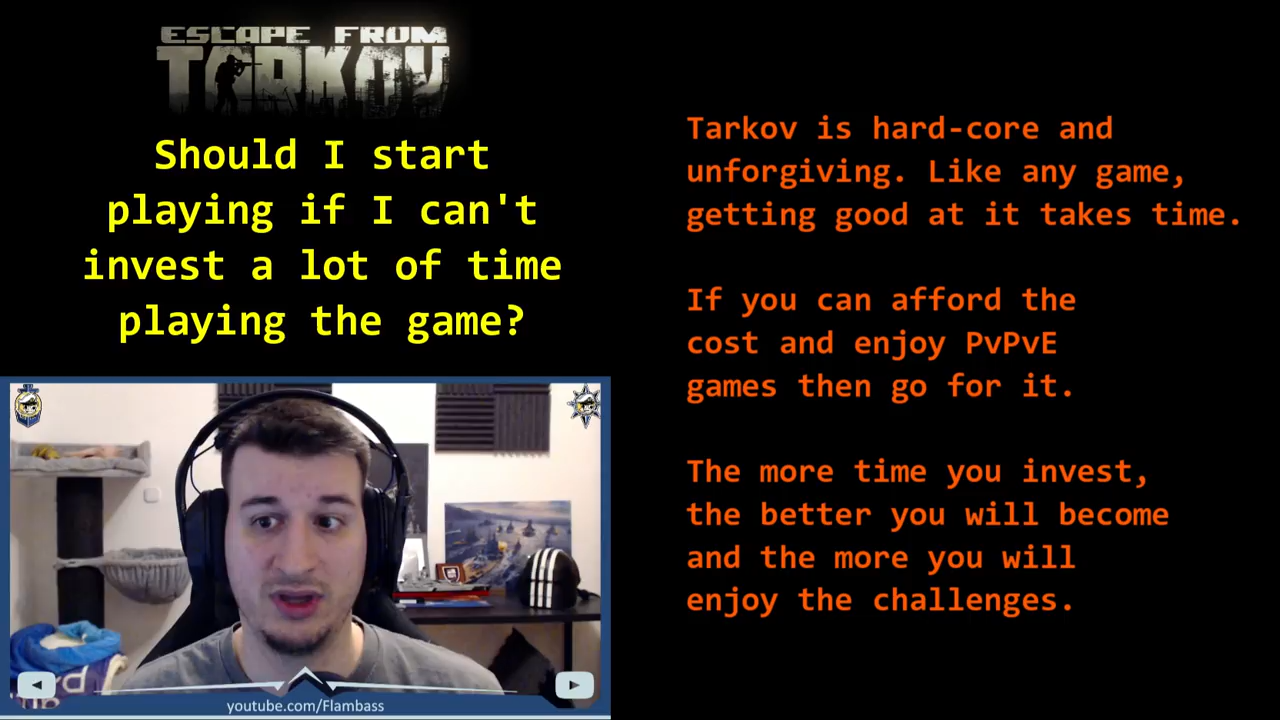 ESCAPE FROM
TARKOV
Should I start
playing if I can't
invest a lot of time
playing the game?
Tarkov is hard-core and
unforgiving. Like any game,
getting good at it takes time.
If you can afford the
cost and enjoy PvPvE
games then go for it.
The more time you invest,
the better you will become
and the more you will
enjoy the challenges.
youtube.com/Flambass